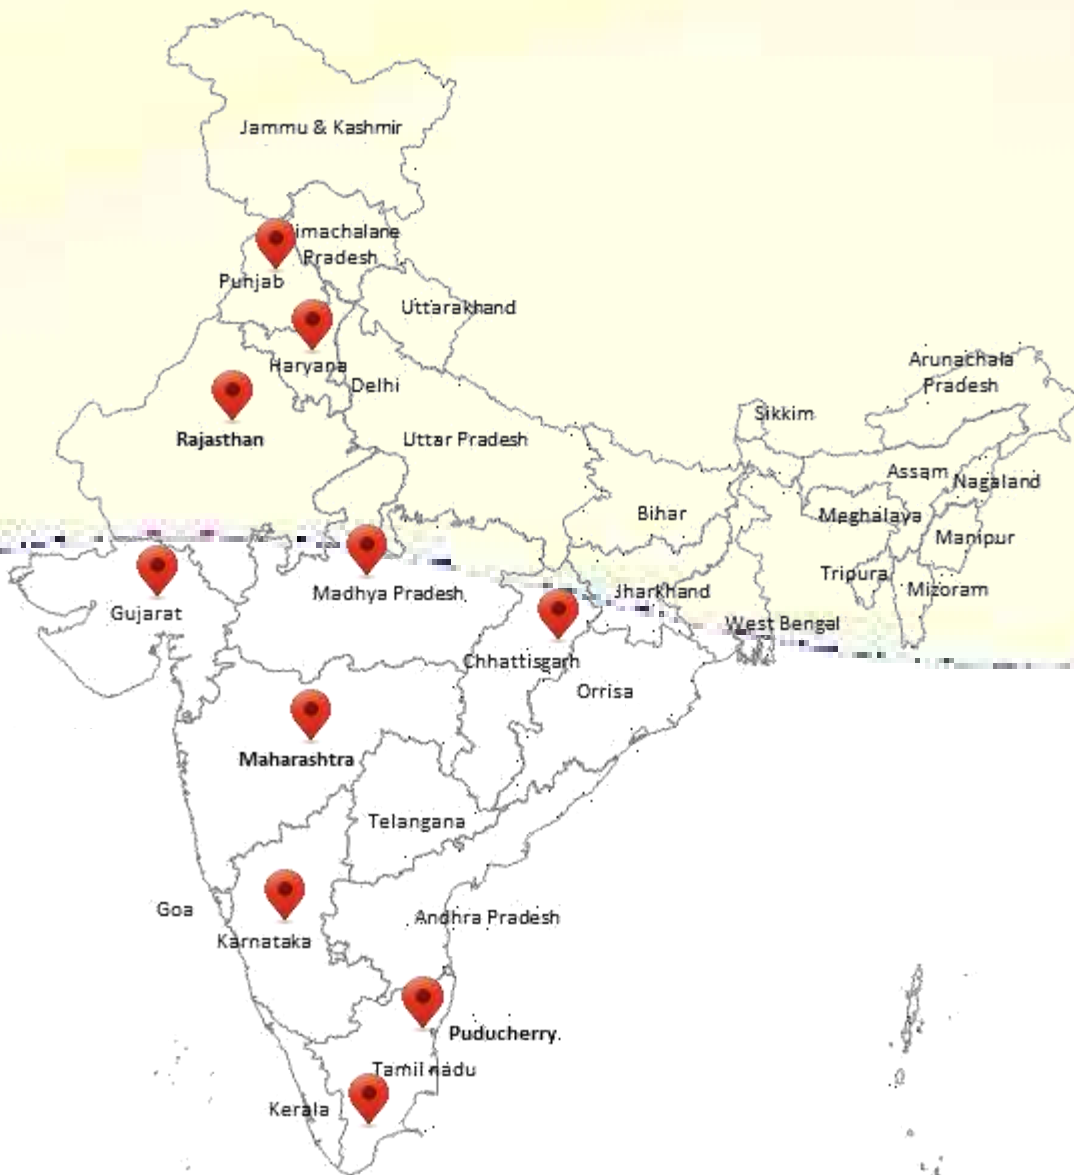 Jammu & Kashmir
imachalane
Pradesh
Punjab
Uttarakhand
Haryana
Delhi
Arunachala
Pradesh
Sikkim
Rajasthan
Uttar Pradesh
Assam
Nagaland
Bihar
Meghalaya
Manipur
Tripura
Mizoram
Madhya Pradesh
Jharkhand
Gujarat
West Bengal
Chhattisgarh
Orrisa
Maharashtra
Telangana
Goa
Andhra Pradesh
Karnataka
Puducherry.
Tamil nadu
Kerala